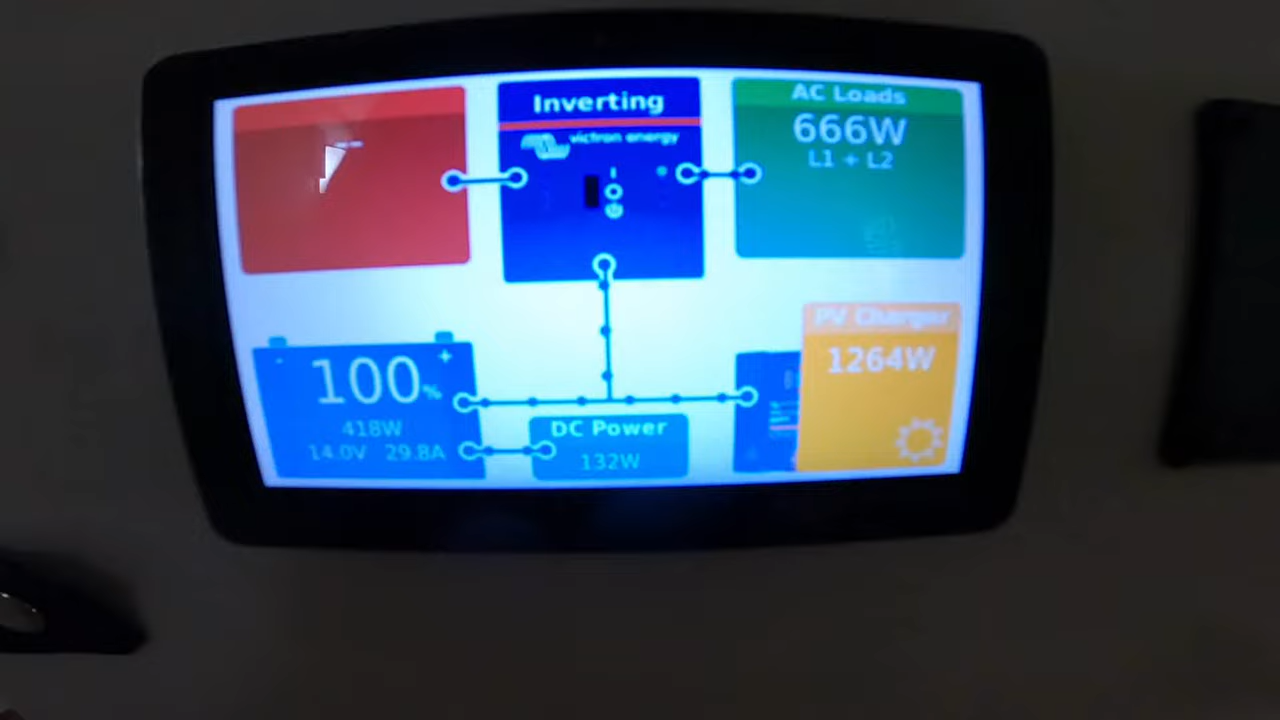 Inverting
victron energy
AC Loads
666W
L1 + L2
100%
- +
418W
14.0V 29.8A
DC Power
132W
PV Charger
1264W